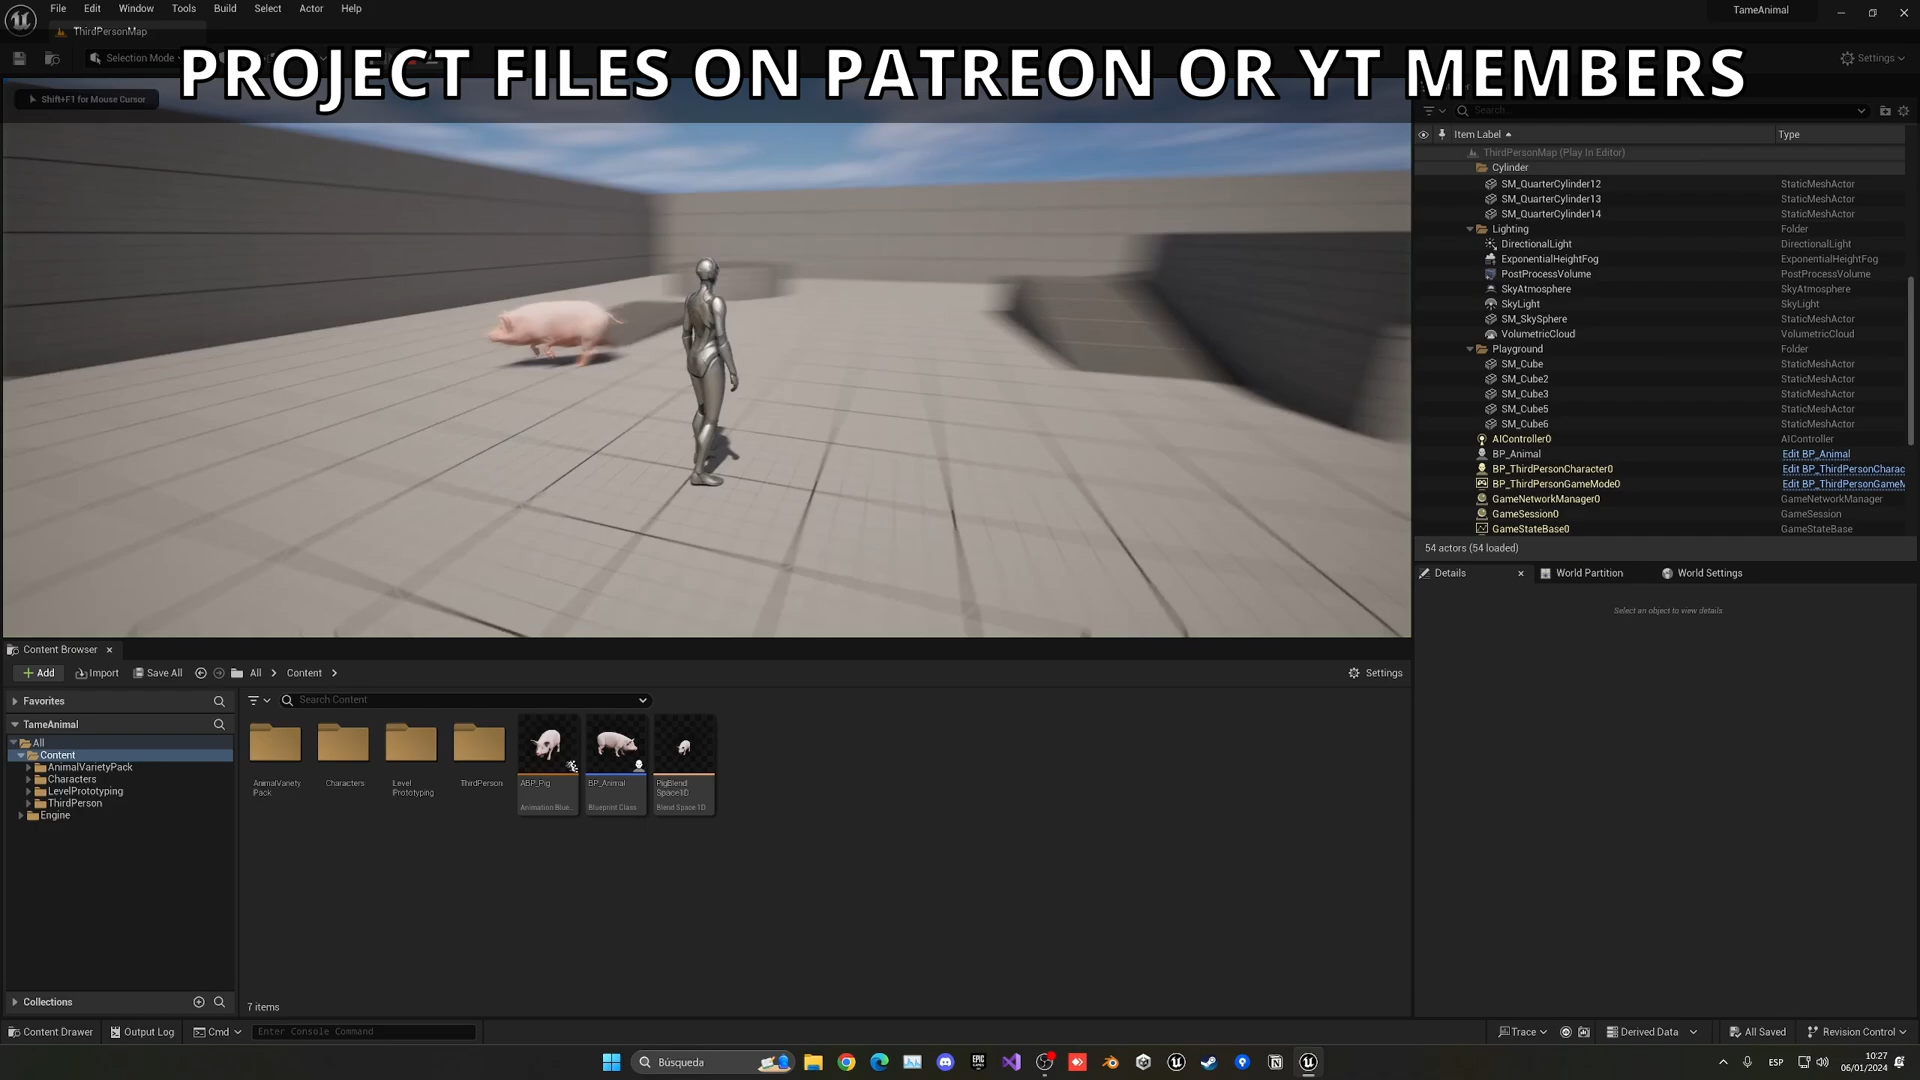 File Edit Window Tools Build Select Actor Help
TameAnimal
ThirdPersonMap
Selection Mode
Settings
PROJECT FILES ON PATREON OR YT MEMBERS
Shift+F1 for Mouse Cursor
Search...
Item Label Type
ThirdPersonMap (Play In Editor)
Cylinder
SM_QuarterCylinder12 StaticMeshActor
SM_QuarterCylinder13 StaticMeshActor
SM_QuarterCylinder14 StaticMeshActor
Lighting Folder
DirectionalLight DirectionalLight
ExponentialHeightFog ExponentialHeightFog
PostProcessVolume PostProcessVolume
SkyAtmosphere SkyAtmosphere
SkyLight SkyLight
SM_SkySphere StaticMeshActor
VolumetricCloud VolumetricCloud
Playground Folder
SM_Cube StaticMeshActor
SM_Cube2 StaticMeshActor
SM_Cube3 StaticMeshActor
SM_Cube5 StaticMeshActor
SM_Cube6 StaticMeshActor
AIController0 AIController
BP_Animal Edit BP_Animal
BP_ThirdPersonCharacter0 Edit BP_ThirdPersonCharac
BP_ThirdPersonGameMode0 Edit BP_ThirdPersonGameM
GameNetworkManager0 GameNetworkManager
GameSession0 GameSession
GameStateBase0 GameStateBase
54 actors (54 loaded)
Details World Partition World Settings
Select an object to view details.
Content Browser
Add Import Save All All Content Settings
Favorites
Search Content
TameAnimal
All
Content
AnimalVarietyPack
Characters
LevelPrototyping
ThirdPerson
Engine
AnimalVariety
Pack
Characters
Level
Prototyping
ThirdPerson
ABP_Pig
Animation Blue...
BP_Animal
Blueprint Class
PigBlend
Space1D
Blend Space 1D
Collections
7 items
Content Drawer Output Log Cmd Enter Console Command Trace Derived Data All Saved Revision Control
Búsqueda
EPIC
GAMES
ESP
10:27
06/01/2024